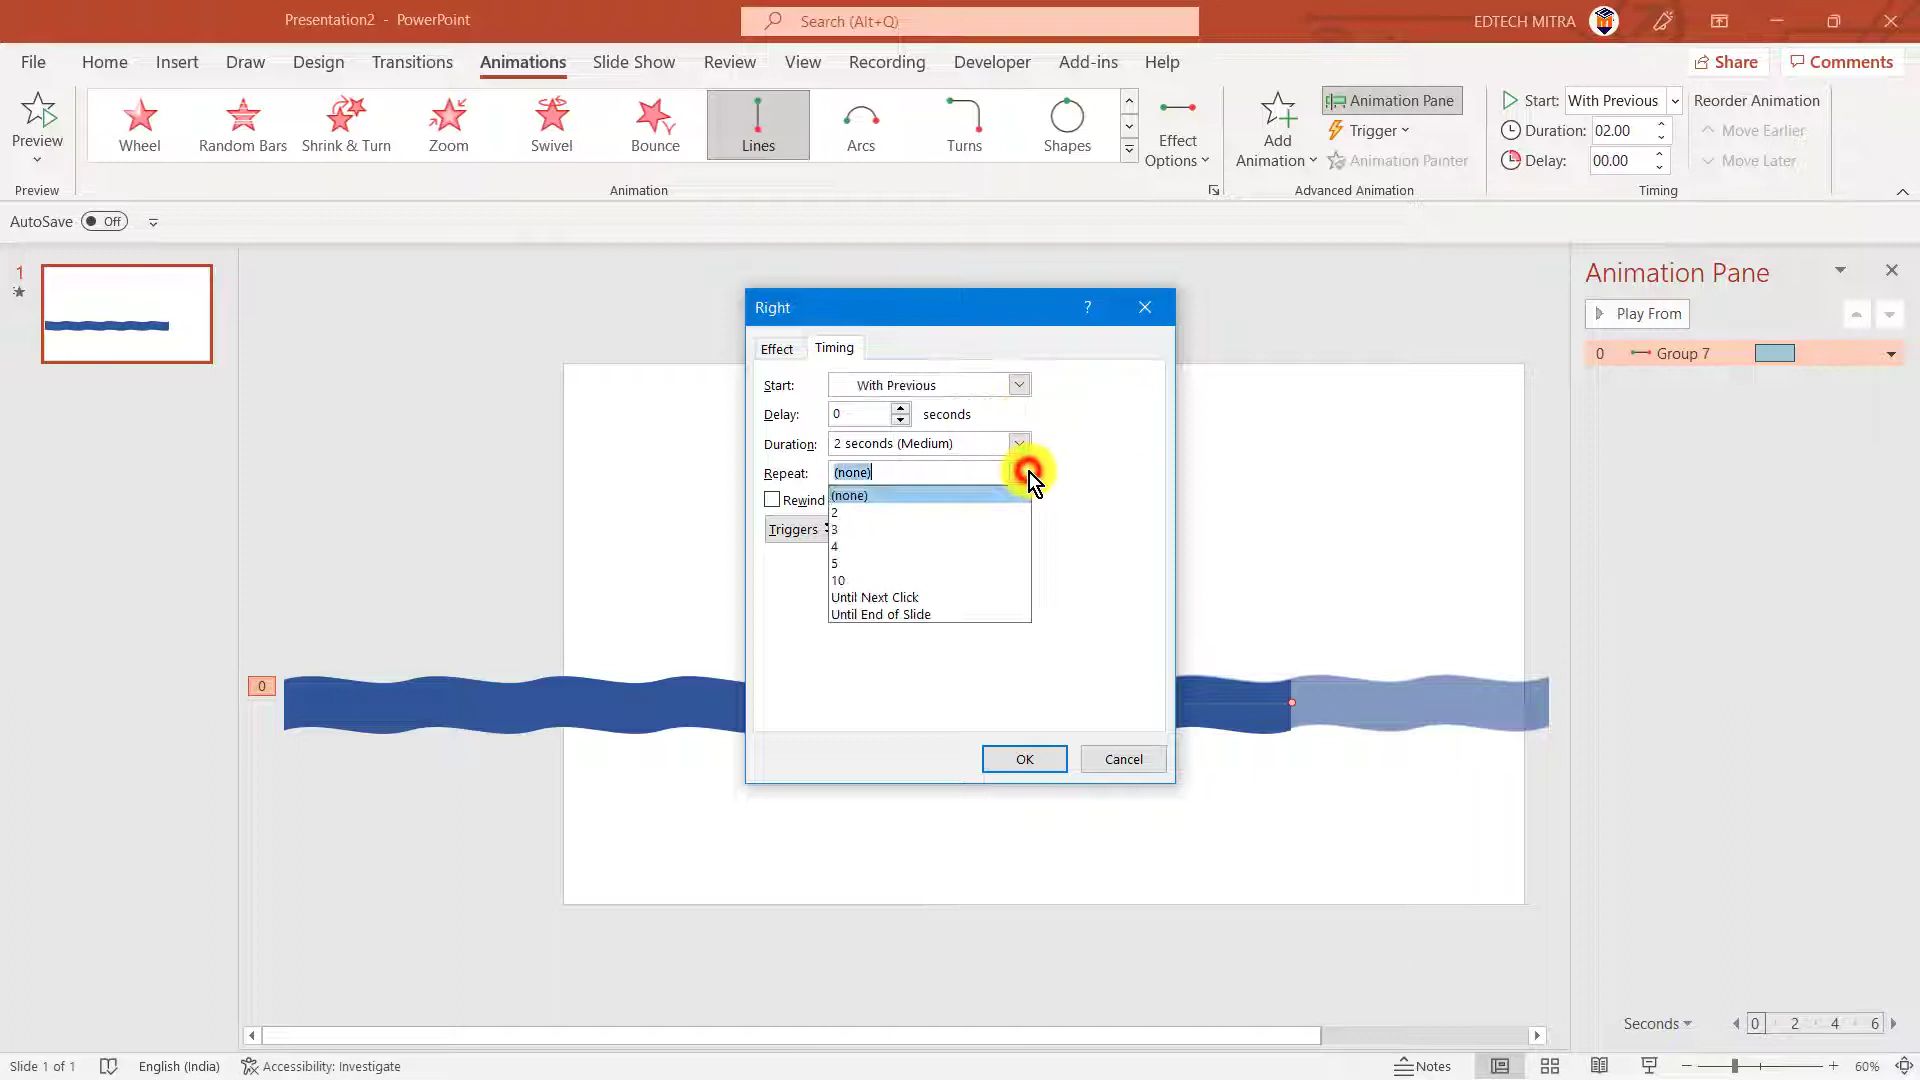 Presentation2 - PowerPoint
Search (Alt+Q)
EDTECH MITRA
File Home Insert Draw Design Transitions Animations Slide Show Review View Recording Developer Add-ins Help
Share Comments
Preview
Wheel Random Bars Shrink & Turn Zoom Swivel Bounce Lines Arcs Turns Shapes
Effect
Options
Add
Animation
Animation Pane
Trigger
Animation Painter
Start: With Previous
Duration: 02.00
Delay: 00.00
Reorder Animation
Move Earlier
Move Later
Preview Animation Advanced Animation Timing
AutoSave Off
1
Animation Pane
Play From
0 Group 7
Right ?
Effect Timing
Start: With Previous
Delay: 0 seconds
Duration: 2 seconds (Medium)
Repeat: (none)
Rewind
(none)
2
Triggers
3
4
5
10
Until Next Click
Until End of Slide
0
OK Cancel
Seconds 0 2 4 6
Slide 1 of 1 English (India) Accessibility: Investigate Notes 60%